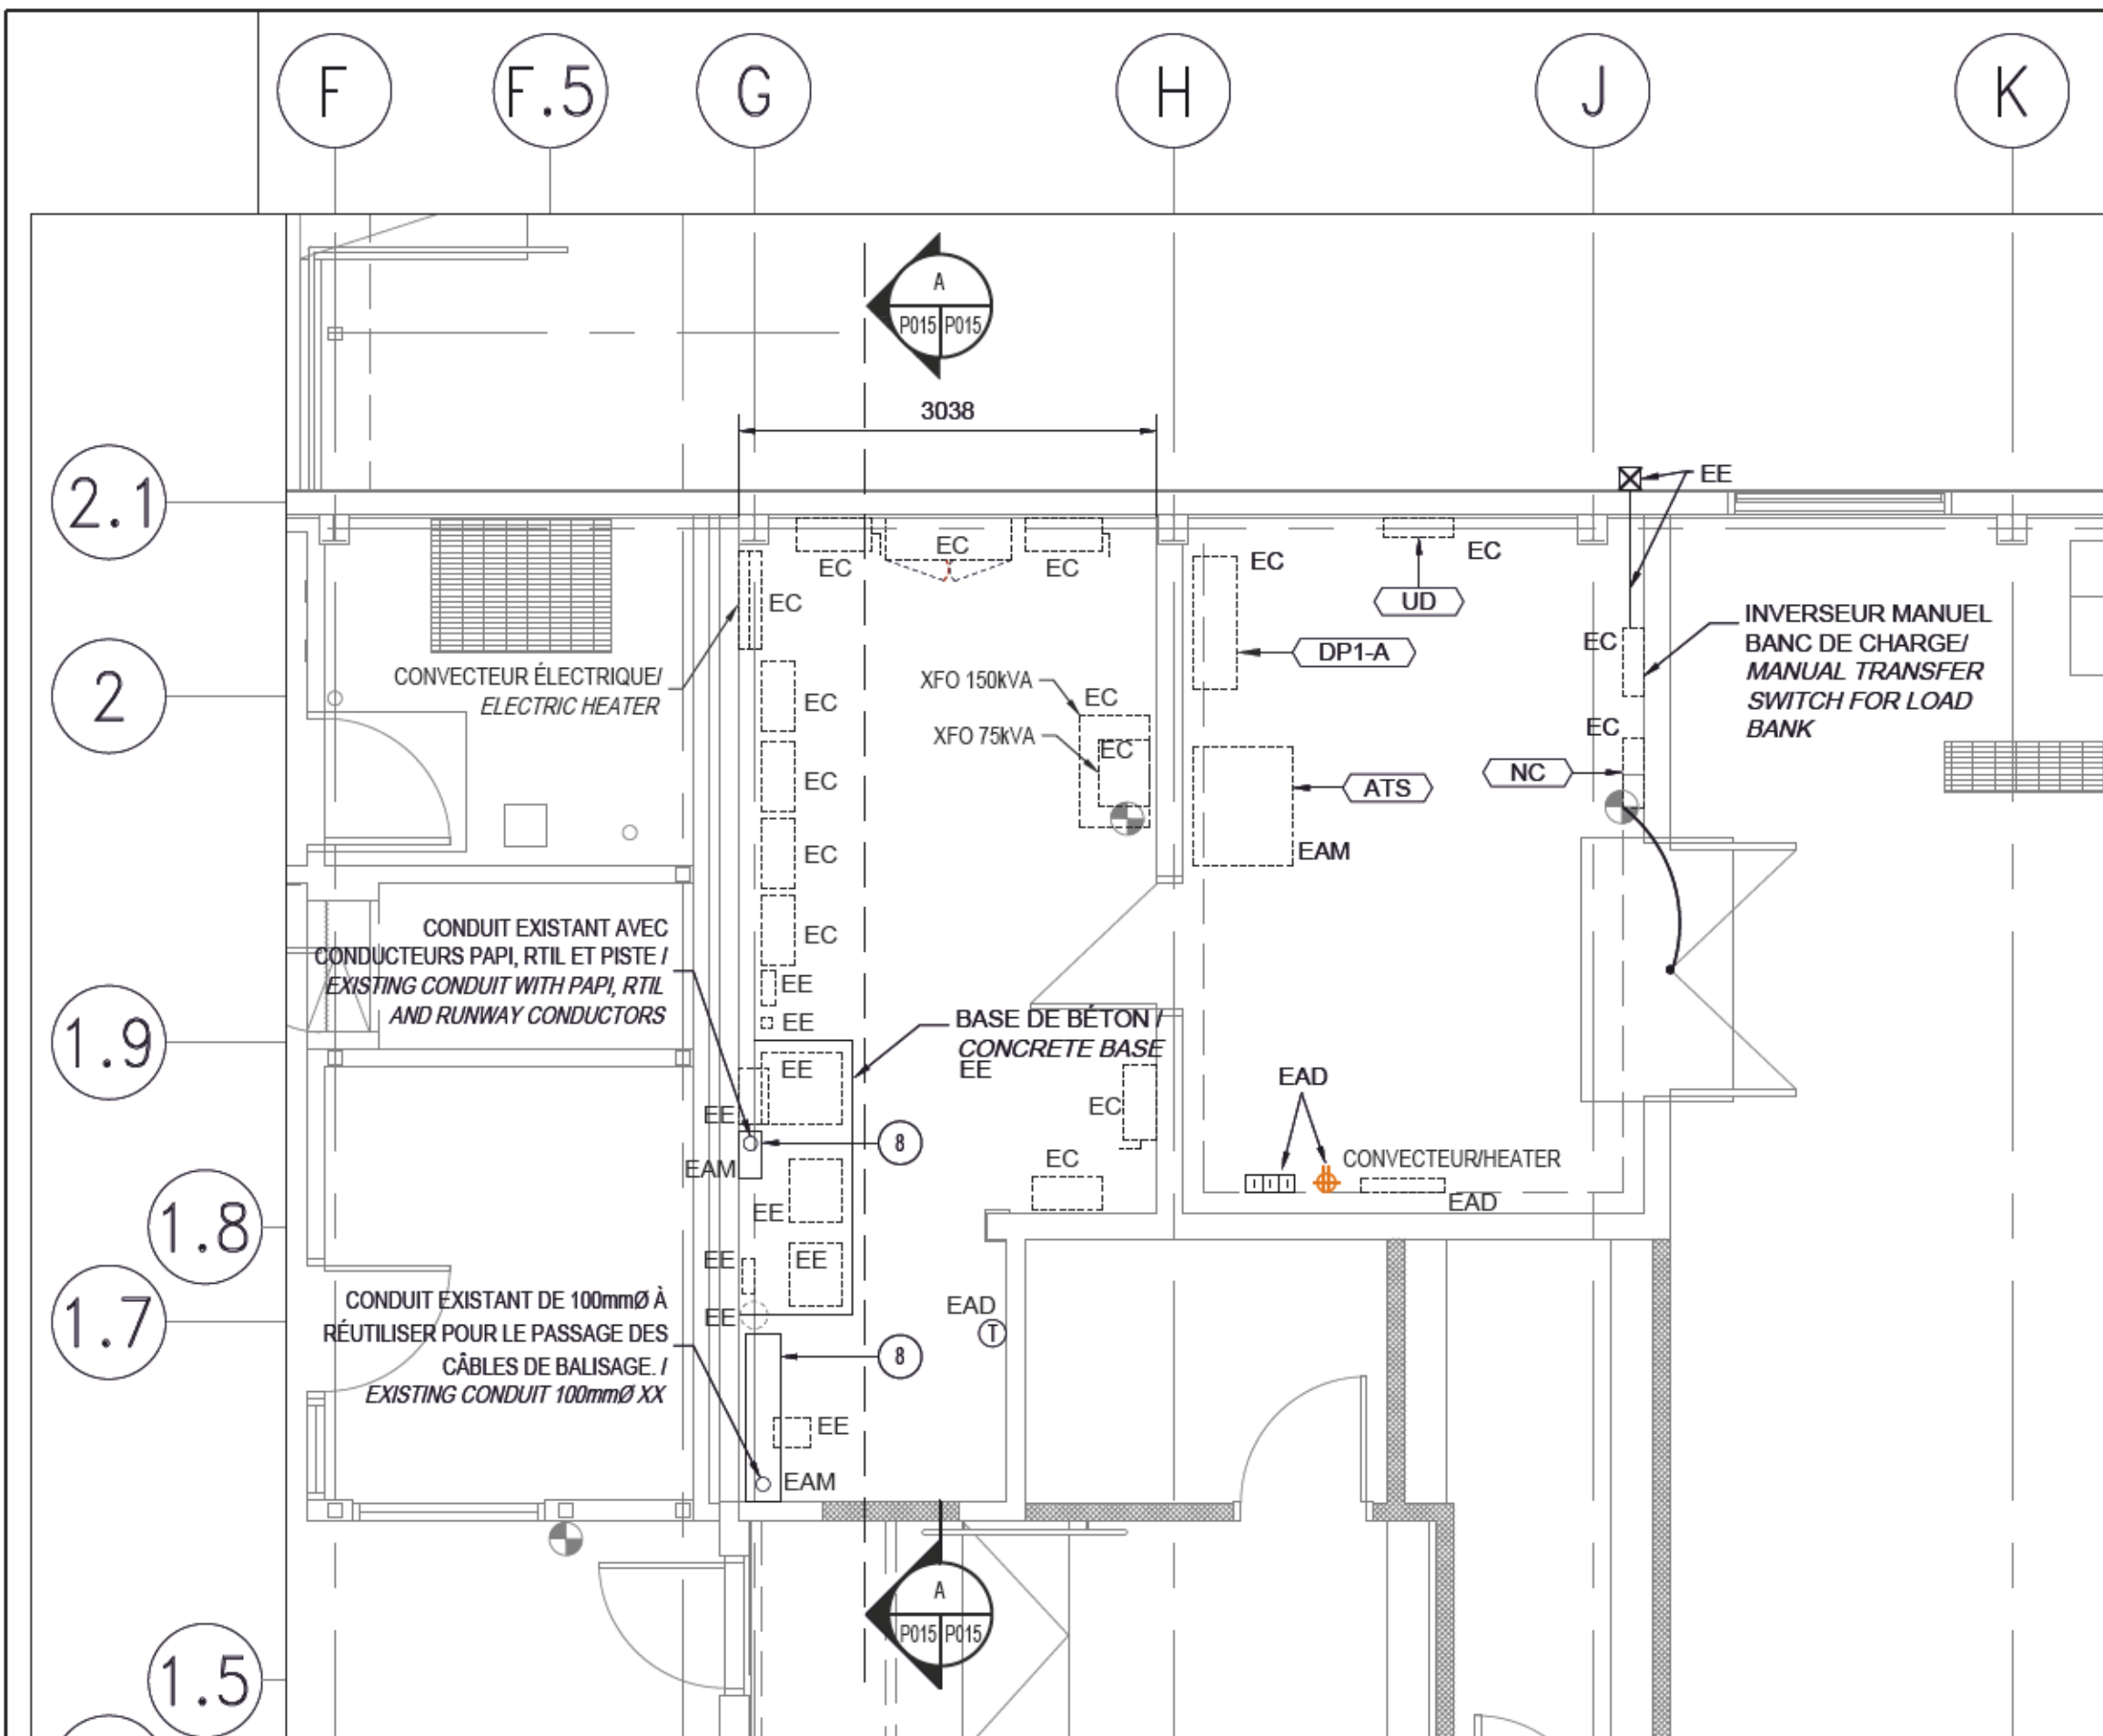 F
F.5
G
H
J
K
A
P015 P015
3038
2.1
EE
EC
EC
EC
EC
EC
UD
EC
INVERSEUR MANUEL
BANC DE CHARGE/
MANUAL TRANSFER
SWITCH FOR LOAD
BANK
EC
DP1-A
2
CONVECTEUR ÉLECTRIQUE/
ELECTRIC HEATER
EC
XFO 150kVA
EC
XFO 75kVA
EC
EC
NC
ATS
EC
EC
EAM
EC
CONDUIT EXISTANT AVEC
CONDUCTEURS PAPI, RTIL ET PISTE /
EXISTING CONDUIT WITH PAPI, RTIL
AND RUNWAY CONDUCTORS
EE
EE
1.9
BASE DE BÉTON /
CONCRETE BASE
EE
EE
EAD
EE
EC
8
EAM
EC
CONVECTEUR/HEATER
EAD
EE
1.8
EE
EE
CONDUIT EXISTANT DE 100mmØ À
RÉUTILISER POUR LE PASSAGE DES
CÂBLES DE BALISAGE. /
EXISTING CONDUIT 100mmØ XX
EE
EAD
T
1.7
8
EE
EAM
A
P015 P015
1.5